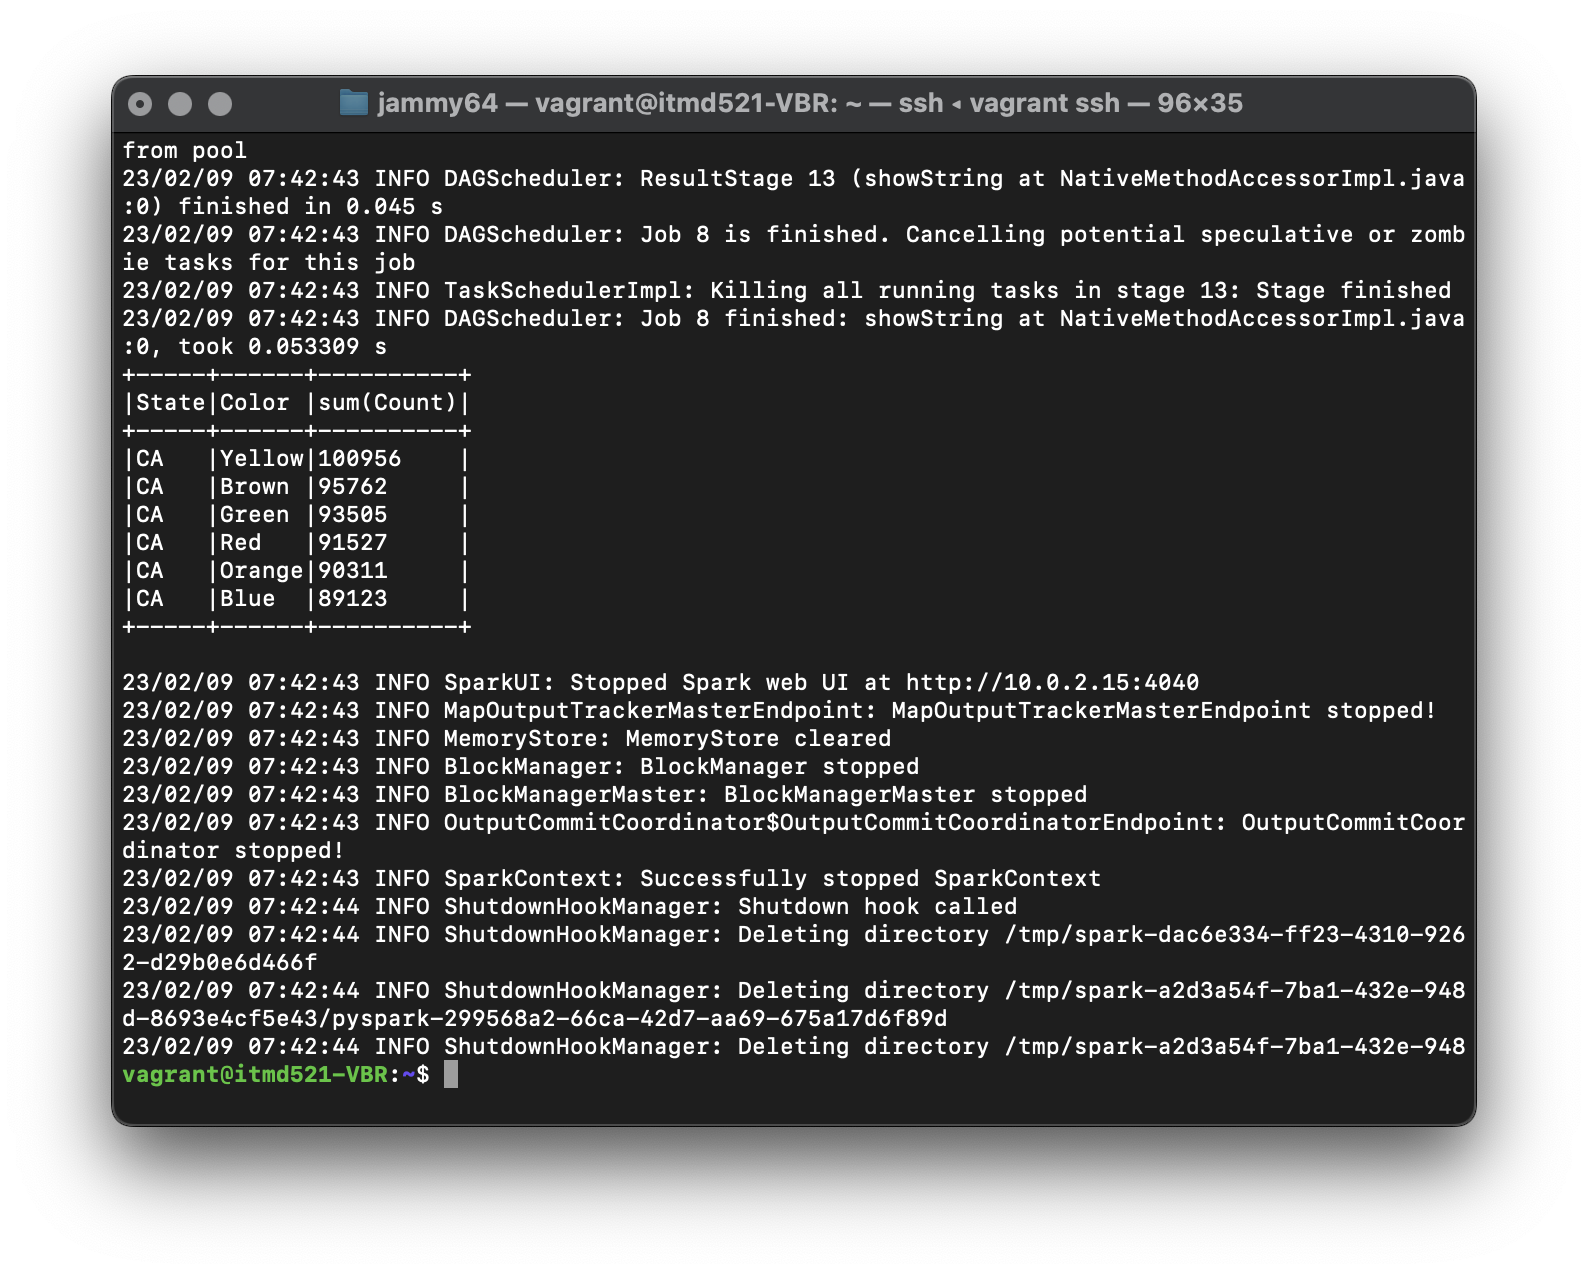 jammy64 — vagrant@itmd521-VBR: ~ — ssh ◂ vagrant ssh — 96×35
from pool
23/02/09 07:42:43 INFO DAGScheduler: ResultStage 13 (showString at NativeMethodAccessorImpl.java
:0) finished in 0.045 s
23/02/09 07:42:43 INFO DAGScheduler: Job 8 is finished. Cancelling potential speculative or zomb
ie tasks for this job
23/02/09 07:42:43 INFO TaskSchedulerImpl: Killing all running tasks in stage 13: Stage finished
23/02/09 07:42:43 INFO DAGScheduler: Job 8 finished: showString at NativeMethodAccessorImpl.java
:0, took 0.053309 s
+-----+------+----------+
|State|Color |sum(Count)|
+-----+------+----------+
|CA   |Yellow|100956    |
|CA   |Brown |95762     |
|CA   |Green |93505     |
|CA   |Red   |91527     |
|CA   |Orange|90311     |
|CA   |Blue  |89123     |
+-----+------+----------+
23/02/09 07:42:43 INFO SparkUI: Stopped Spark web UI at http://10.0.2.15:4040
23/02/09 07:42:43 INFO MapOutputTrackerMasterEndpoint: MapOutputTrackerMasterEndpoint stopped!
23/02/09 07:42:43 INFO MemoryStore: MemoryStore cleared
23/02/09 07:42:43 INFO BlockManager: BlockManager stopped
23/02/09 07:42:43 INFO BlockManagerMaster: BlockManagerMaster stopped
23/02/09 07:42:43 INFO OutputCommitCoordinator$OutputCommitCoordinatorEndpoint: OutputCommitCoor
dinator stopped!
23/02/09 07:42:43 INFO SparkContext: Successfully stopped SparkContext
23/02/09 07:42:44 INFO ShutdownHookManager: Shutdown hook called
23/02/09 07:42:44 INFO ShutdownHookManager: Deleting directory /tmp/spark-dac6e334-ff23-4310-926
2-d29b0e6d466f
23/02/09 07:42:44 INFO ShutdownHookManager: Deleting directory /tmp/spark-a2d3a54f-7ba1-432e-948
d-8693e4cf5e43/pyspark-299568a2-66ca-42d7-aa69-675a17d6f89d
23/02/09 07:42:44 INFO ShutdownHookManager: Deleting directory /tmp/spark-a2d3a54f-7ba1-432e-948
vagrant@itmd521-VBR:~$